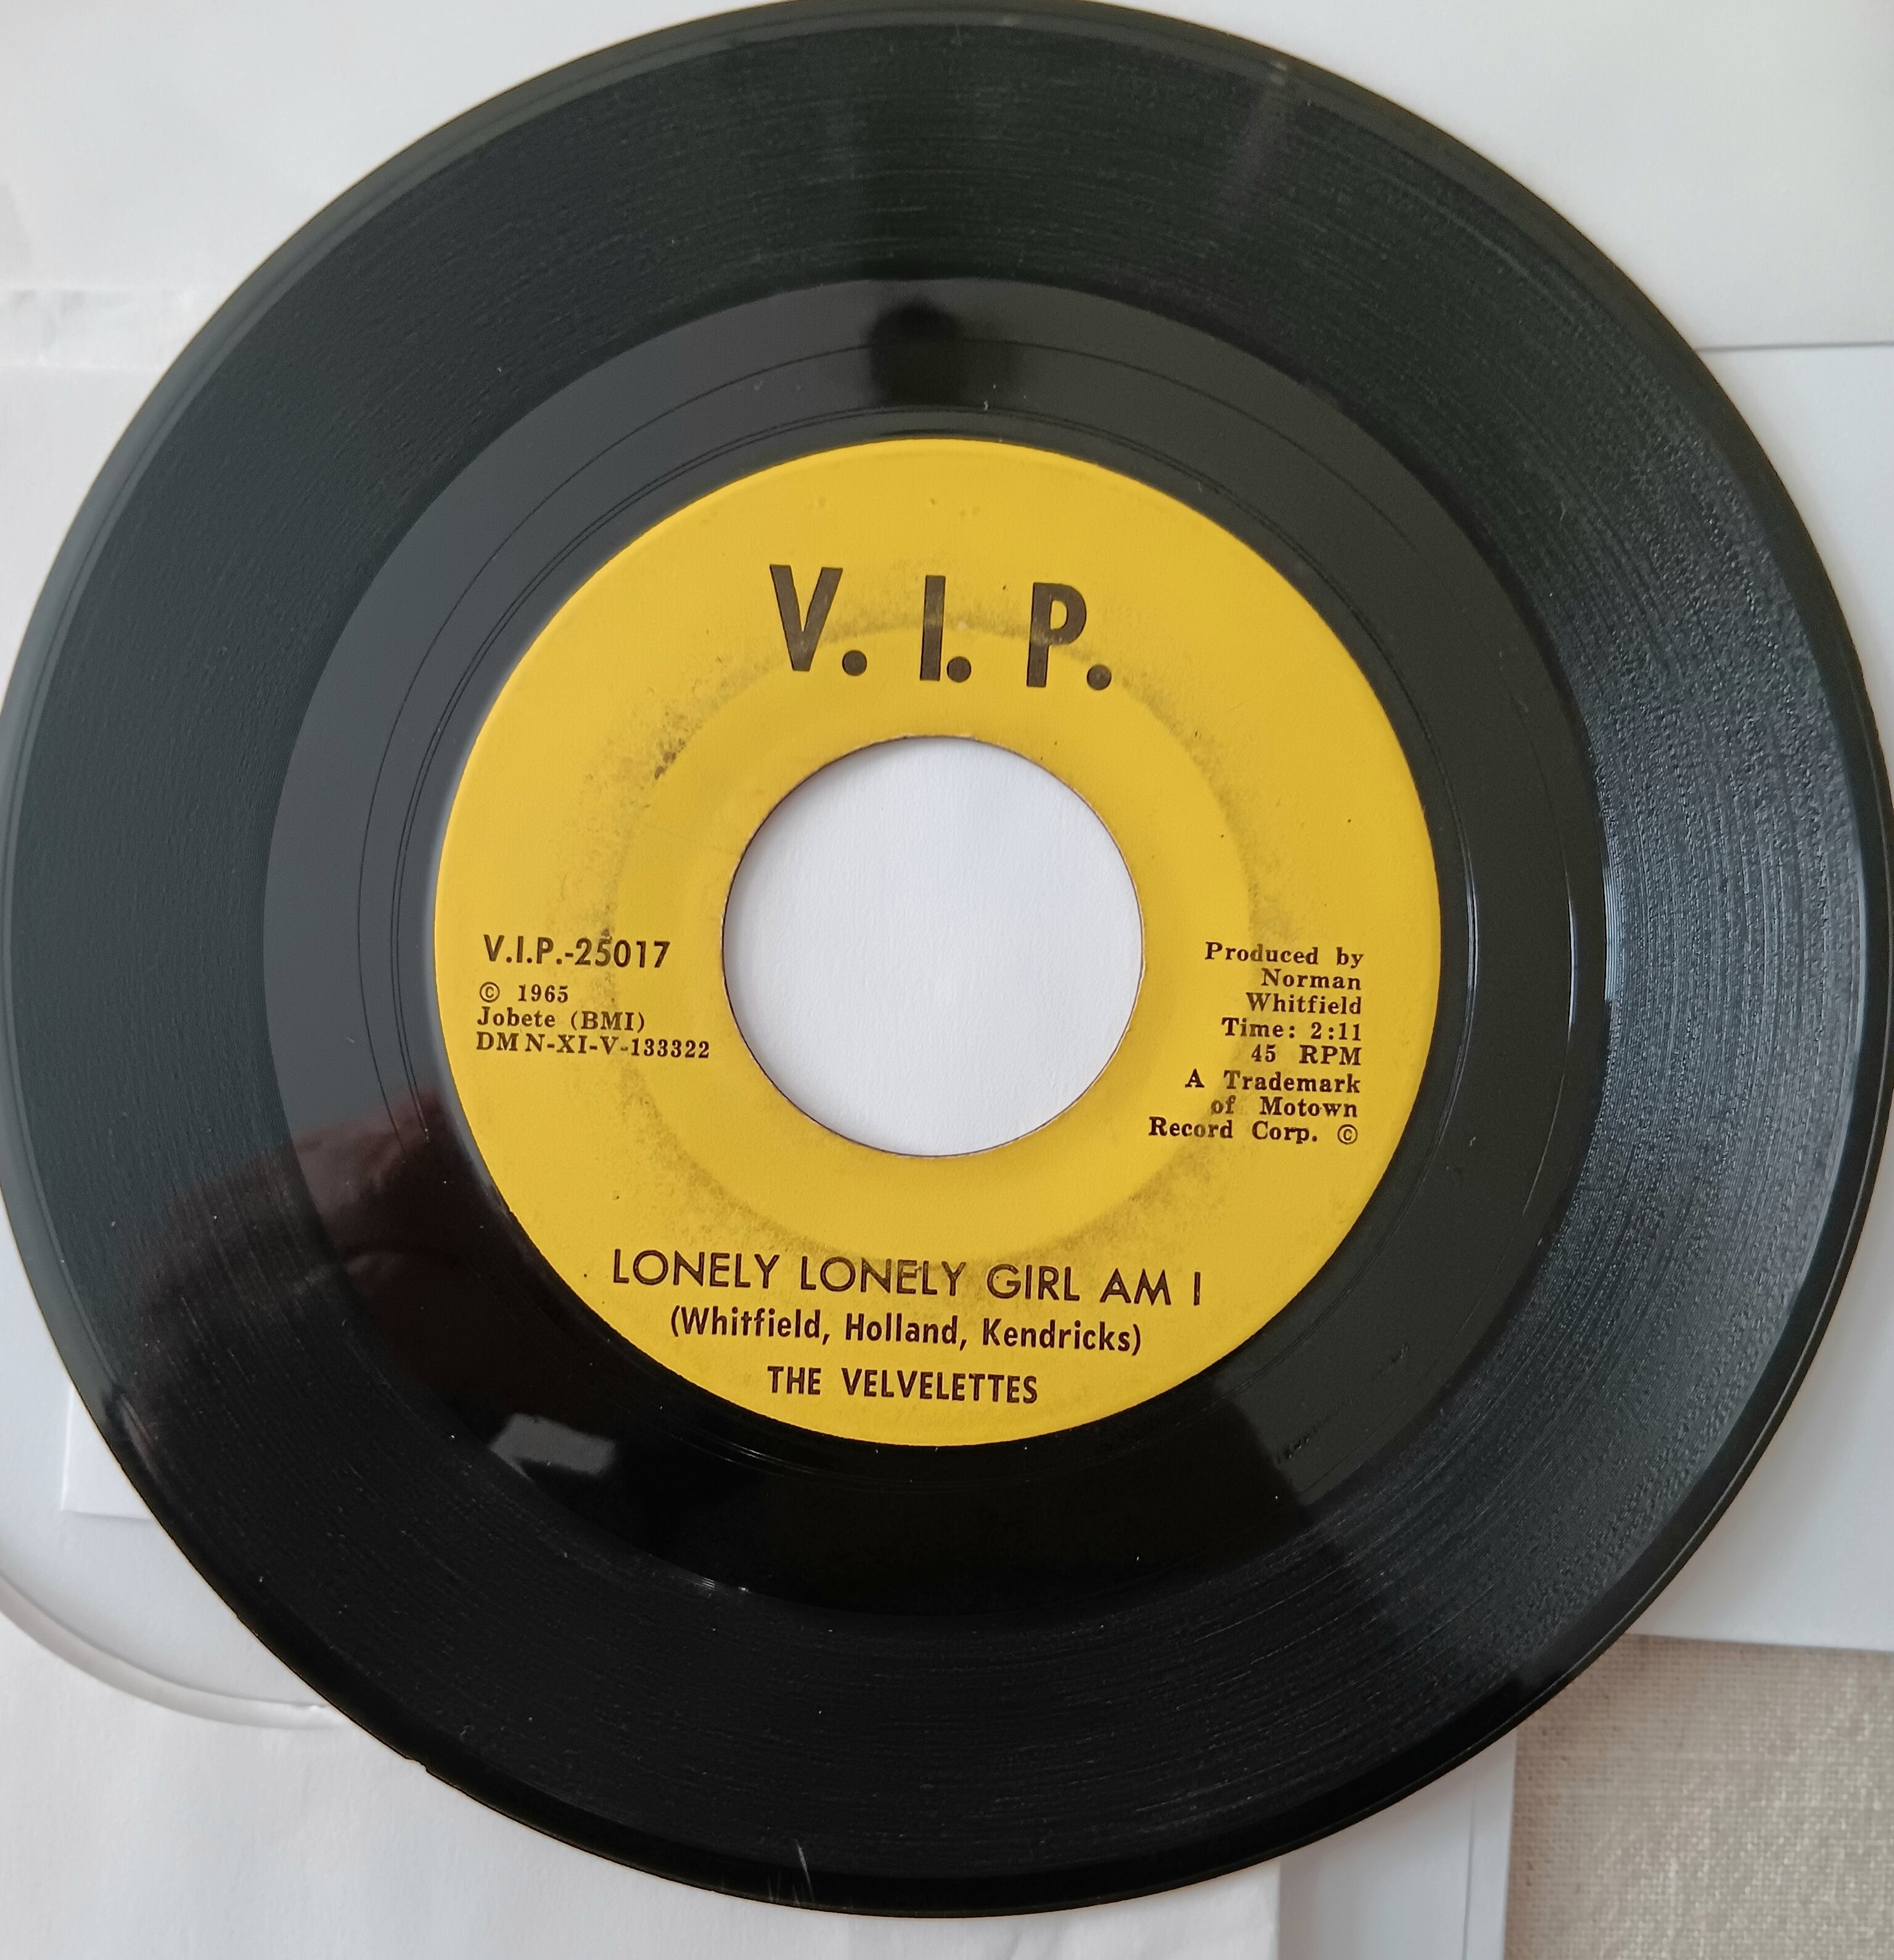 V. I. P.
V.I.P.-25017
© 1965
Jobete (BMI)
DM N-XI-V-133322
Produced by
Norman
Whitfield
Time: 2:11
45 RPM
A Trademark
of Motown
Record Corp. ©
LONELY LONELY GIRL AM I
(Whitfield, Holland, Kendricks)
THE VELVELETTES